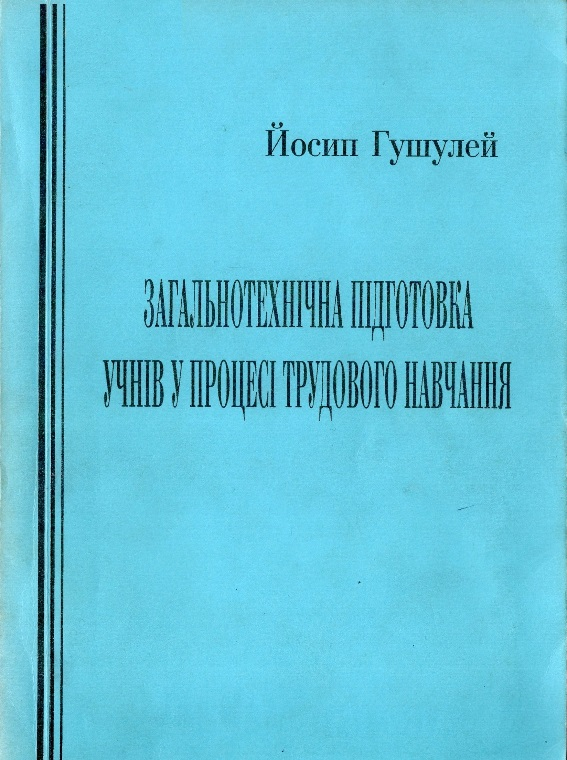 Йосип Гушулей
ЗАГАЛЬНОТЕХНІЧНА ПІДГОТОВКА
УЧНІВ У ПРОЦЕСІ ТРУДОВОГО НАВЧАННЯ